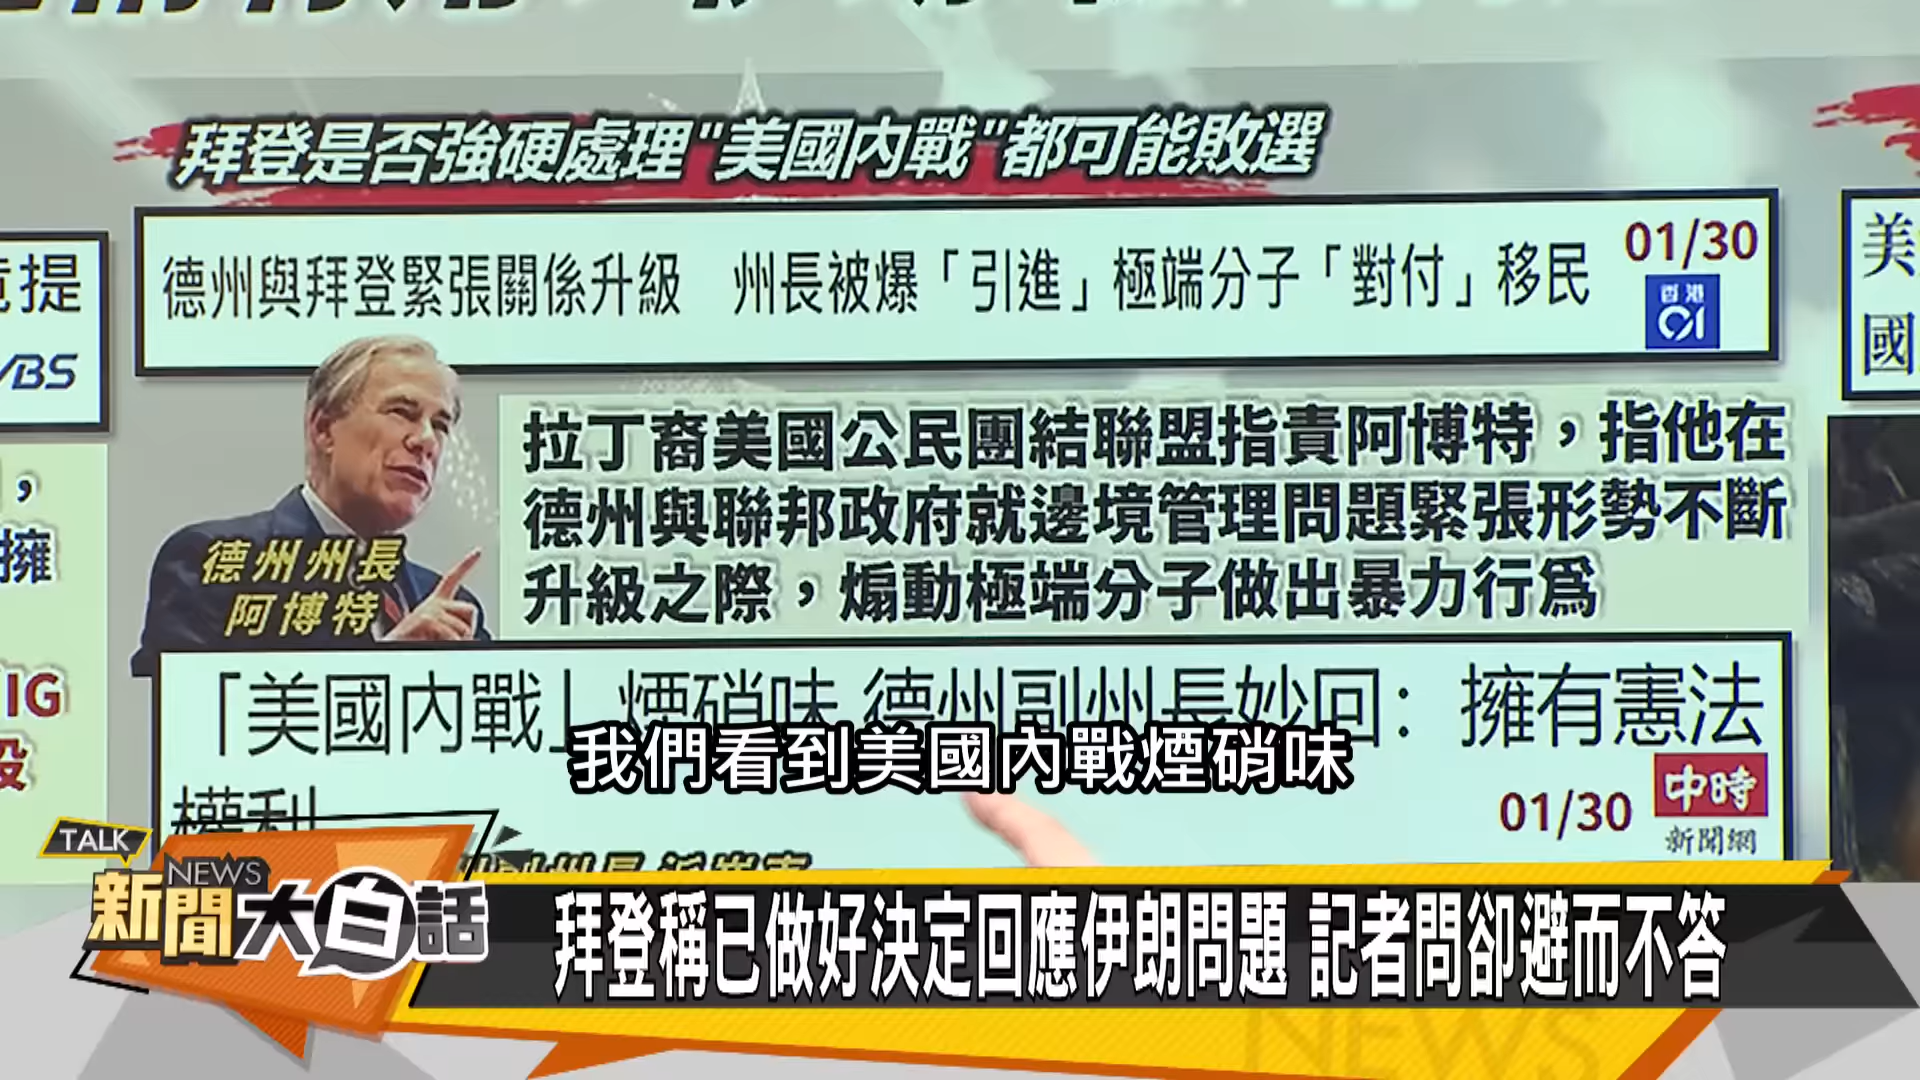 拜登是否強硬處理"美國內戰"都可能敗選
竟提
VBS
德州與拜登緊張關係升級 州長被爆「引進」極端分子「對付」移民
01/30
香港
01
美
國
拉丁裔美國公民團結聯盟指責阿博特，指他在
德州與聯邦政府就邊境管理問題緊張形勢不斷
升級之際，煽動極端分子做出暴力行為
德州州長
阿博特
，
擁
IG
「美國內戰」煙硝味 德州副州長妙回：擁有憲法
權利
01/30
中時
新聞網
我們看到美國內戰煙硝味
TALK
NEWS
新聞大白話
拜登稱已做好決定回應伊朗問題 記者問卻避而不答
NEWS